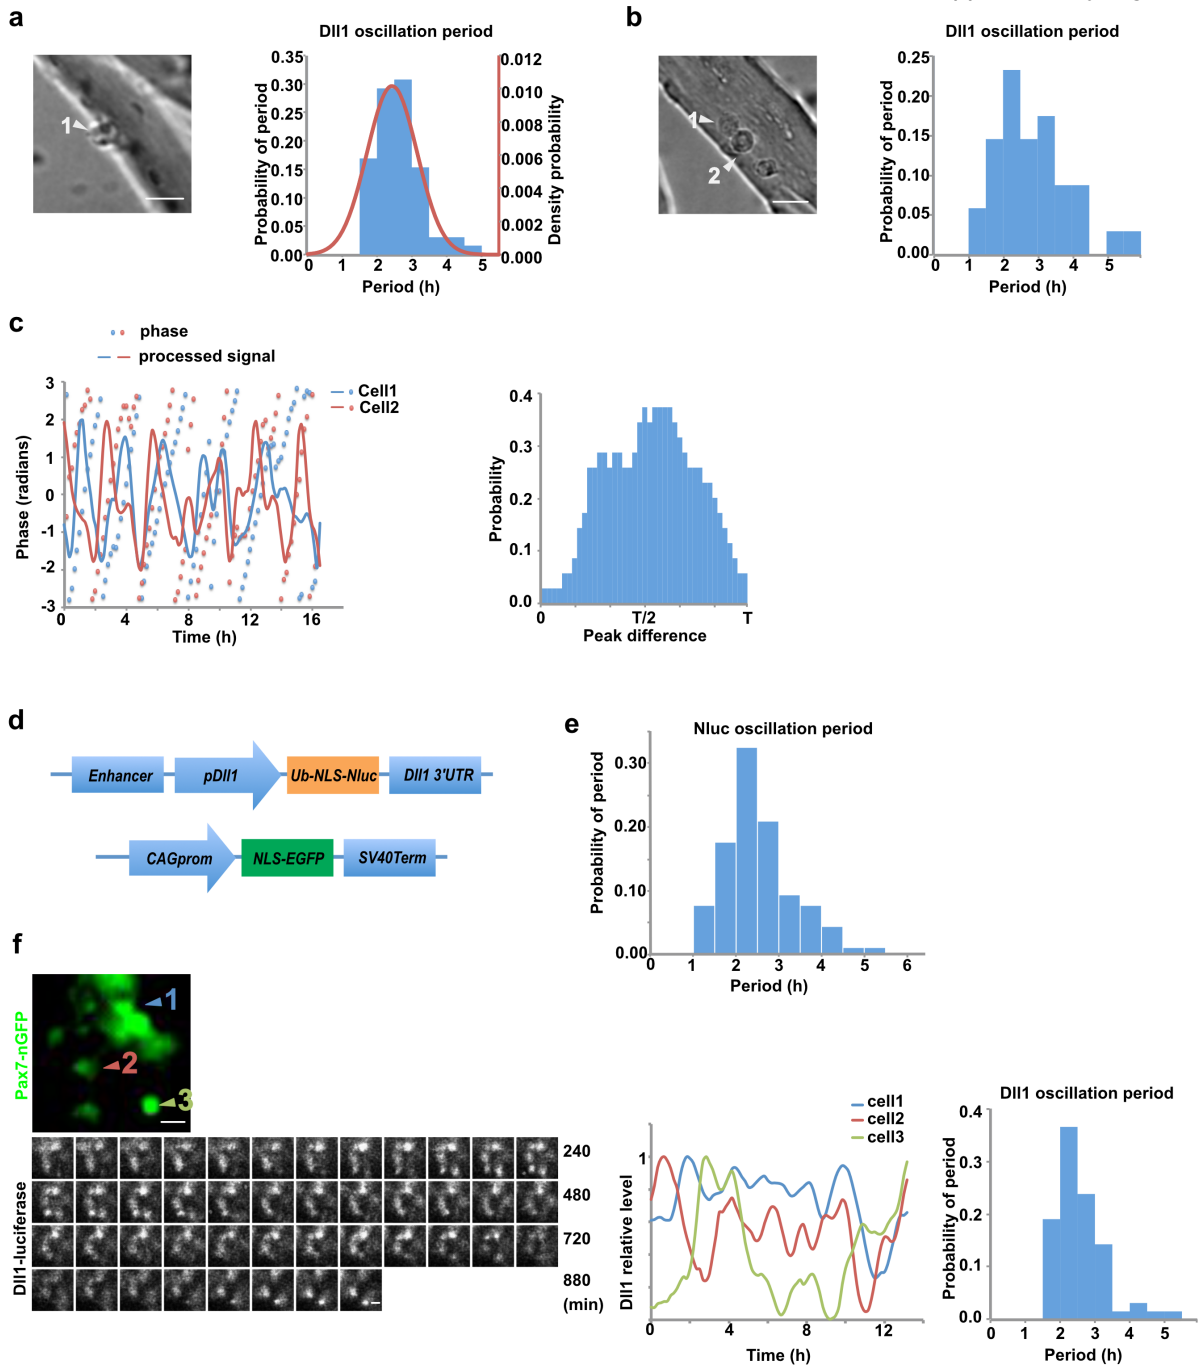 a
1
Dll1 oscillation period
Probability of period
0.35
0.30
0.25
0.20
0.15
0.10
0.05
0.00
0.012
0.010
0.008
0.006
0.004
0.002
0.000
Density probability
0 1 2 3 4 5
Period (h)
b
1
2
Dll1 oscillation period
Probability of period
0.25
0.20
0.15
0.10
0.05
0.00
0 1 2 3 4 5
Period (h)
c
phase
processed signal
Cell1
Cell2
Phase (radians)
3
2
1
0
-1
-2
-3
0 4 8 12 16
Time (h)
Probability
0.4
0.3
0.2
0.1
0.0
0 T/2 T
Peak difference
d
Enhancer pDll1 Ub-NLS-Nluc Dll1 3'UTR
CAGprom NLS-EGFP SV40Term
e
Nluc oscillation period
Probability of period
0.30
0.20
0.10
0.00
0 1 2 3 4 5 6
Period (h)
f
Pax7-nGFP
1
2
3
Dll1-luciferase
240
480
720
880
(min)
cell1
cell2
cell3
Dll1 relative level
1
0 4 8 12
Time (h)
Dll1 oscillation period
Probability of period
0.4
0.3
0.2
0.1
0.0
0 1 2 3 4 5
Period (h)